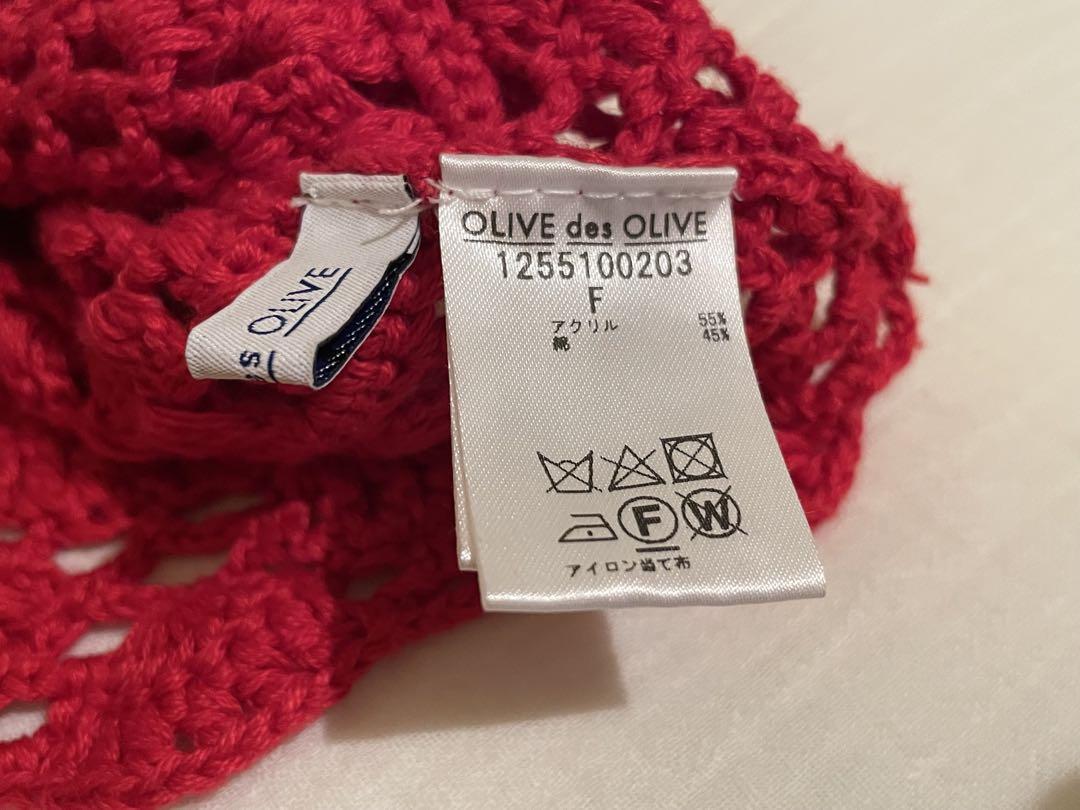 OLIVE
OLIVE des OLIVE
1255100203
F
アクリル 55%
綿 45%
F W
アイロン当て布